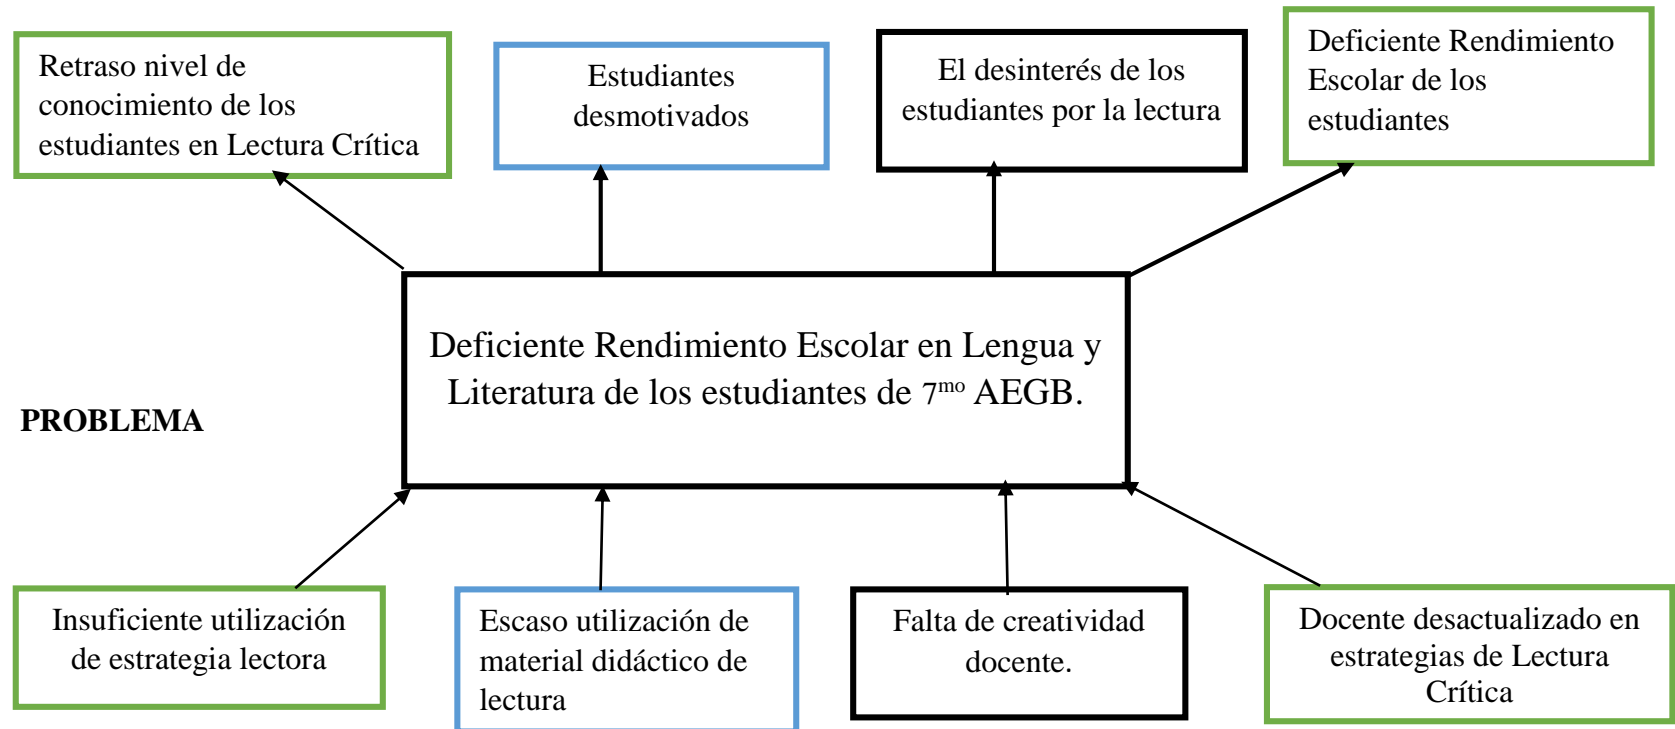 Retraso nivel de
conocimiento de los
estudiantes en Lectura Crítica
Estudiantes
desmotivados
El desinterés de los
estudiantes por la lectura
Deficiente Rendimiento
Escolar de los
estudiantes
Deficiente Rendimiento Escolar en Lengua y
Literatura de los estudiantes de 7mo AEGB.
PROBLEMA
Insuficiente utilización
de estrategia lectora
Escaso utilización de
material didáctico de
lectura
Falta de creatividad
docente.
Docente desactualizado en
estrategias de Lectura
Crítica